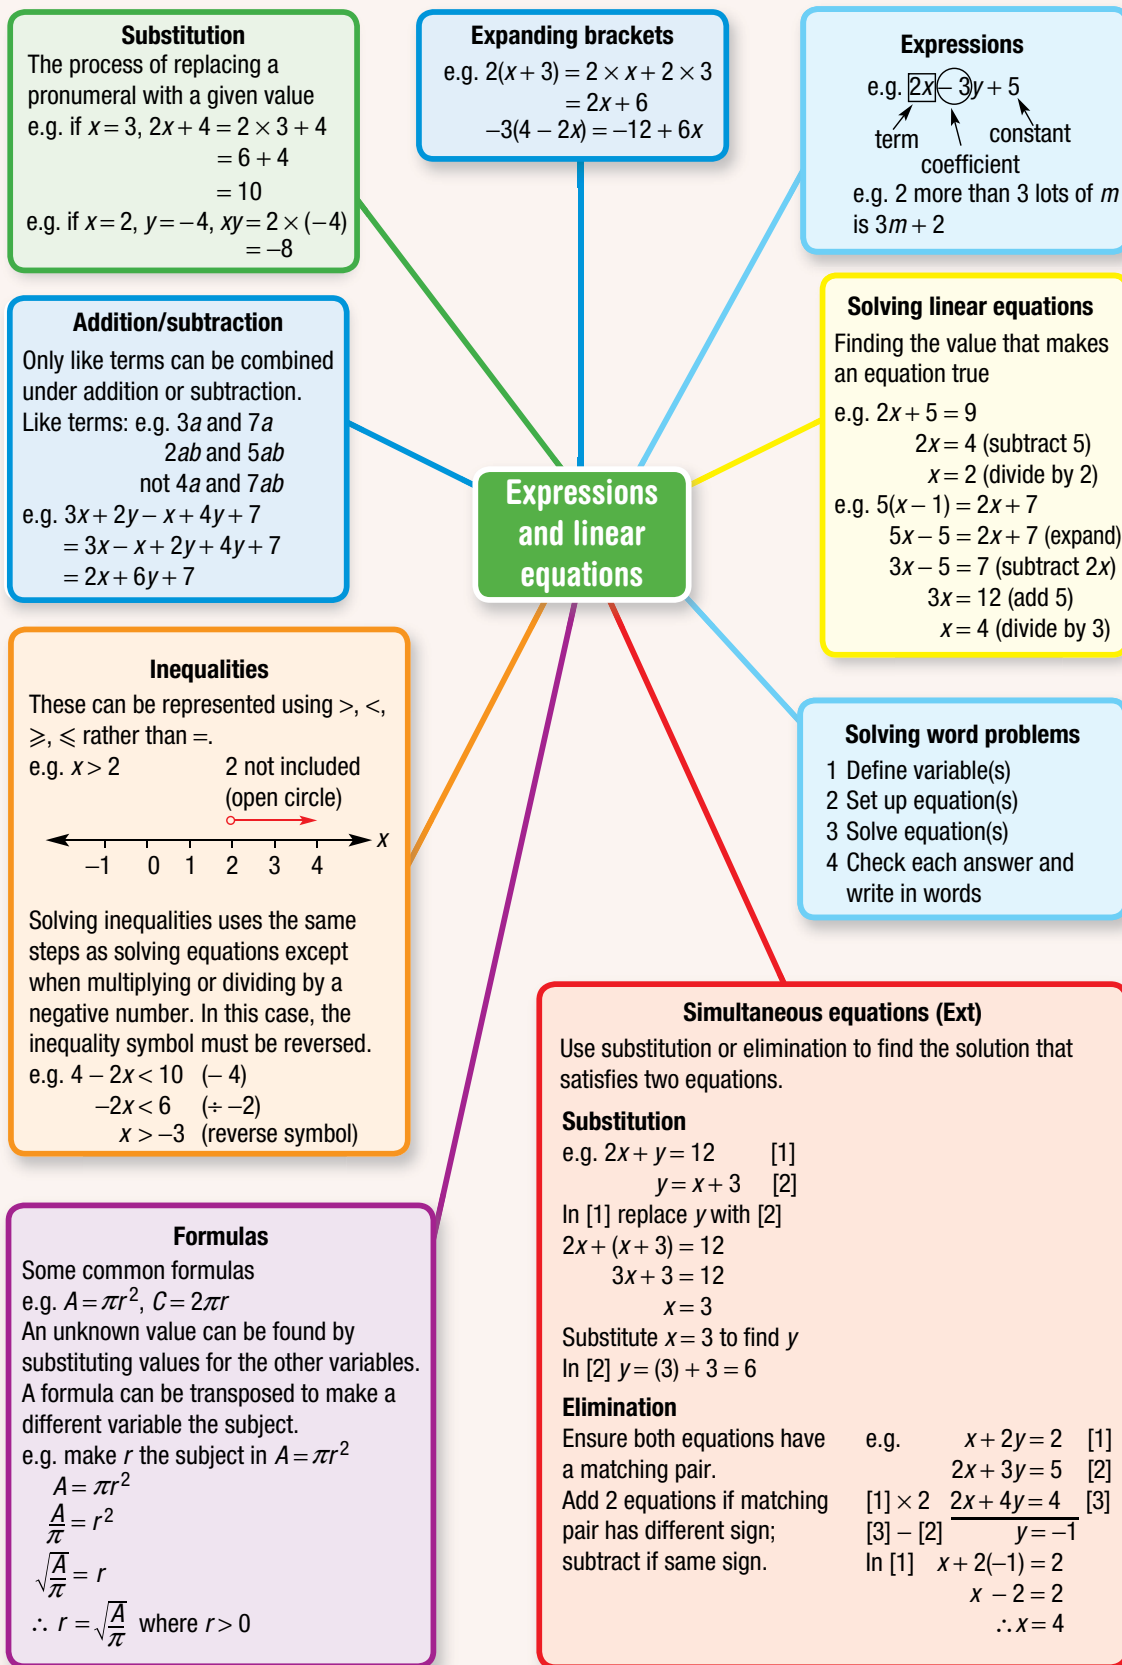 Substitution
The process of replacing a
pronumeral with a given value
e.g. if x = 3, 2x + 4 = 2 × 3 + 4
= 6 + 4
= 10
e.g. if x = 2, y = −4, xy = 2 × (−4)
= −8
Expanding brackets
e.g. 2(x + 3) = 2 × x + 2 × 3
= 2x + 6
−3(4 − 2x) = −12 + 6x
Expressions
e.g. 2x − 3y + 5
term
constant
coefficient
e.g. 2 more than 3 lots of m
is 3m + 2
Addition/subtraction
Only like terms can be combined
under addition or subtraction.
Like terms: e.g. 3a and 7a
2ab and 5ab
not 4a and 7ab
e.g. 3x + 2y − x + 4y + 7
= 3x − x + 2y + 4y + 7
= 2x + 6y + 7
Expressions
and linear
equations
Solving linear equations
Finding the value that makes
an equation true
e.g. 2x + 5 = 9
2x = 4 (subtract 5)
x = 2 (divide by 2)
e.g. 5(x − 1) = 2x + 7
5x − 5 = 2x + 7 (expand)
3x − 5 = 7 (subtract 2x)
3x = 12 (add 5)
x = 4 (divide by 3)
Inequalities
These can be represented using >, <,
⩾, ⩽ rather than =.
e.g. x > 2 2 not included
(open circle)
x
−1 0 1 2 3 4
Solving inequalities uses the same
steps as solving equations except
when multiplying or dividing by a
negative number. In this case, the
inequality symbol must be reversed.
e.g. 4 − 2x < 10 (− 4)
−2x < 6 (÷ −2)
x > −3 (reverse symbol)
Solving word problems
1 Define variable(s)
2 Set up equation(s)
3 Solve equation(s)
4 Check each answer and
write in words
Formulas
Some common formulas
e.g. A = πr², C = 2πr
An unknown value can be found by
substituting values for the other variables.
A formula can be transposed to make a
different variable the subject.
e.g. make r the subject in A = πr²
A = πr²
A/π = r²
√(A/π) = r
∴ r = √(A/π) where r > 0
Simultaneous equations (Ext)
Use substitution or elimination to find the solution that
satisfies two equations.
Substitution
e.g. 2x + y = 12 [1]
y = x + 3 [2]
In [1] replace y with [2]
2x + (x + 3) = 12
3x + 3 = 12
x = 3
Substitute x = 3 to find y
In [2] y = (3) + 3 = 6
Elimination
Ensure both equations have
a matching pair.
Add 2 equations if matching
pair has different sign;
subtract if same sign.
e.g. x + 2y = 2 [1]
2x + 3y = 5 [2]
[1] × 2 2x + 4y = 4 [3]
[3] − [2] y = −1
In [1] x + 2(−1) = 2
x − 2 = 2
∴ x = 4